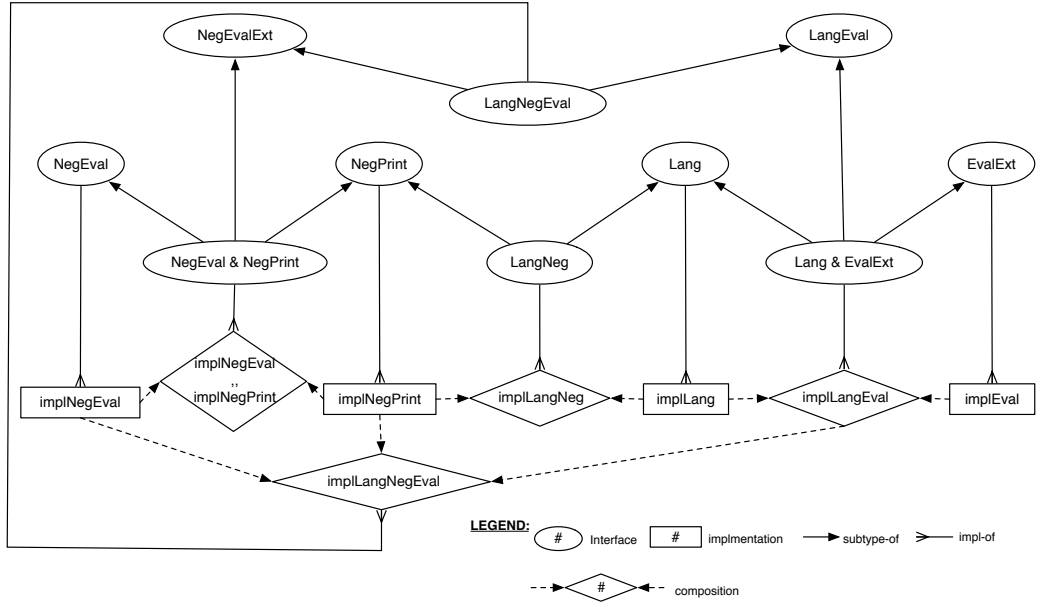 NegEvalExt
LangEval
LangNegEval
NegEval
NegPrint
Lang
EvalExt
NegEval & NegPrint
LangNeg
Lang & EvalExt
implNegEval
,,
implNegPrint
implNegEval
implNegPrint
implLangNeg
implLang
implLangEval
implEval
implLangNegEval
LEGEND:
# Interface # implmentation subtype-of impl-of
# composition